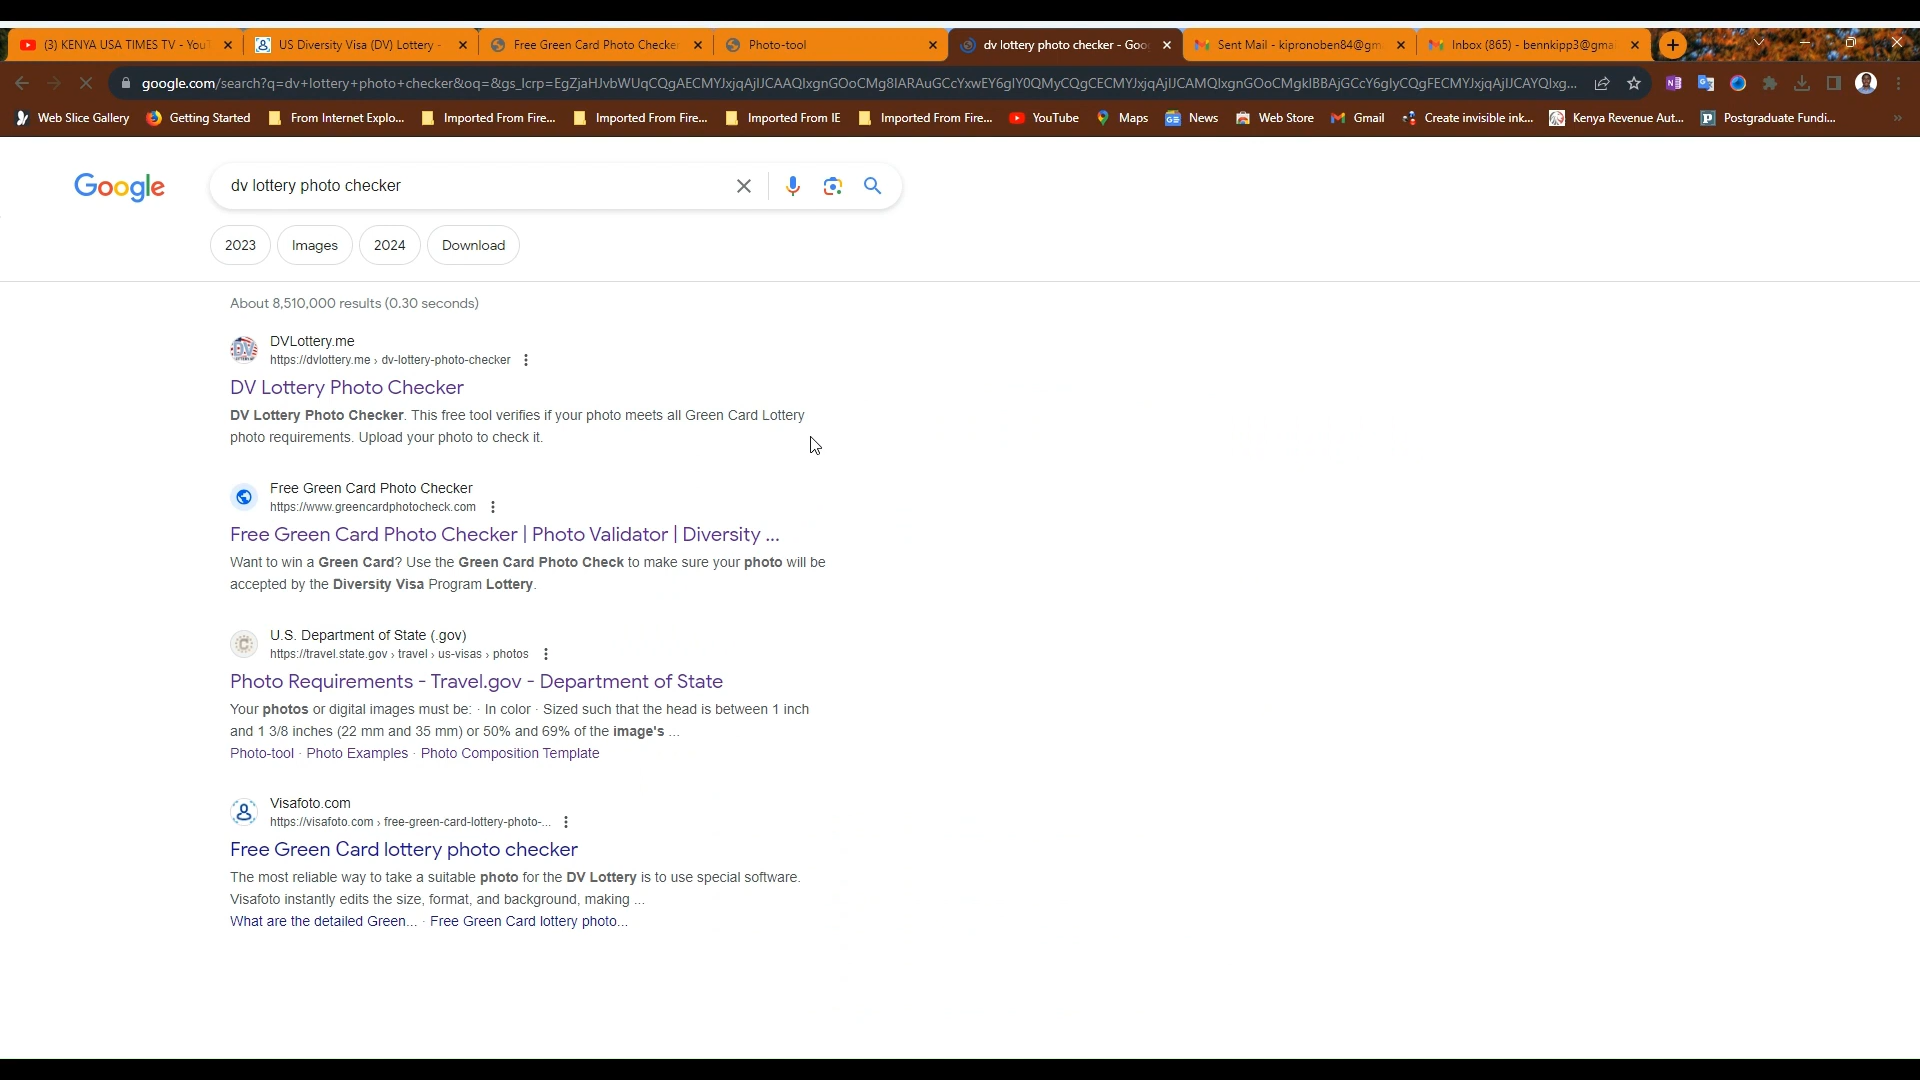 (3) KENYA USA TIMES TV - YouT
US Diversity Visa (DV) Lottery -
Free Green Card Photo Checker
Photo-tool
dv lottery photo checker - Goo
Sent Mail - kipronoben84@gm
Inbox (865) - bennkipp3@gmai
google.com/search?q=dv+lottery+photo+checker&oq=&gs_lcrp=
Web Slice Gallery
Getting Started
From Internet Explo...
Imported From Fire...
Imported From Fire...
Imported From IE
Imported From Fire...
YouTube
Maps
News
Web Store
Gmail
Create invisible ink...
Kenya Revenue Aut...
Postgraduate Fundi...
Google
dv lottery photo checker
2023
Images
2024
Download
About 8,510,000 results (0.30 seconds)
DVLottery.me
https://dvlottery.me › dv-lottery-photo-checker
DV Lottery Photo Checker
DV Lottery Photo Checker. This free tool verifies if your photo meets all Green Card Lottery
photo requirements. Upload your photo to check it.
Free Green Card Photo Checker
https://www.greencardphotocheck.com
Free Green Card Photo Checker | Photo Validator | Diversity ...
Want to win a Green Card? Use the Green Card Photo Check to make sure your photo will be
accepted by the Diversity Visa Program Lottery.
U.S. Department of State (.gov)
https://travel.state.gov › travel › us-visas › photos
Photo Requirements - Travel.gov - Department of State
Your photos or digital images must be: · In color · Sized such that the head is between 1 inch
and 1 3/8 inches (22 mm and 35 mm) or 50% and 69% of the image's ...
Photo-tool · Photo Examples · Photo Composition Template
Visafoto.com
https://visafoto.com › free-green-card-lottery-photo-...
Free Green Card lottery photo checker
The most reliable way to take a suitable photo for the DV Lottery is to use special software.
Visafoto instantly edits the size, format, and background, making ...
What are the detailed Green... · Free Green Card lottery photo...